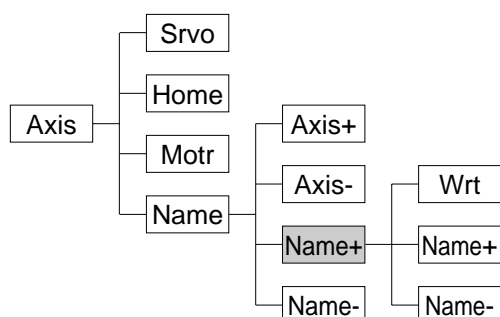 Srvo
Home
Axis
Axis+
Motr
Axis-
Wrt
Name
Name+
Name+
Name-
Name-